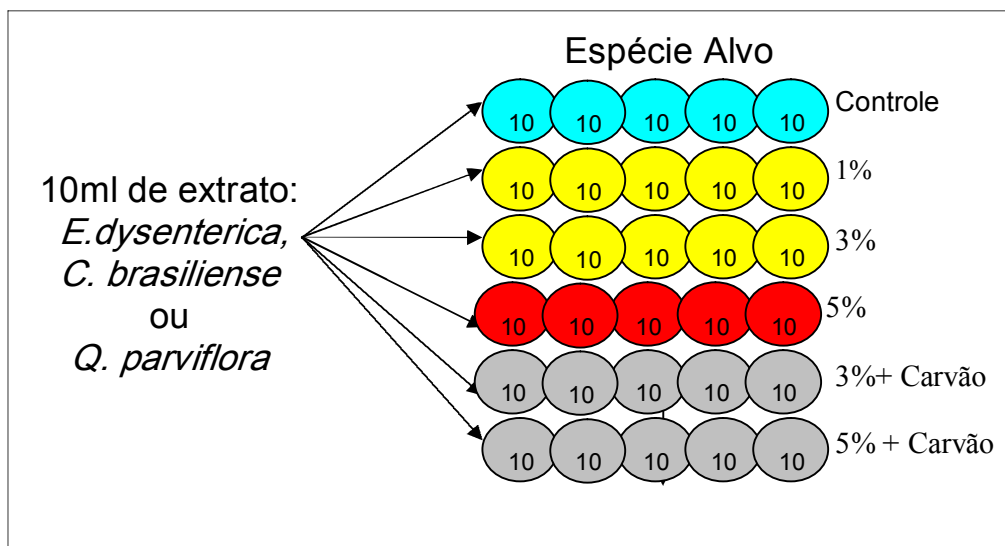 Espécie Alvo
10 10 10 10 10 Controle
10 10 10 10 10 1%
10ml de extrato:
E.dysenterica,
C. brasiliense
ou
Q. parviflora
10 10 10 10 10 3%
10 10 10 10 10 5%
10 10 10 10 10 3%+ Carvão
10 10 10 10 10 5% + Carvão